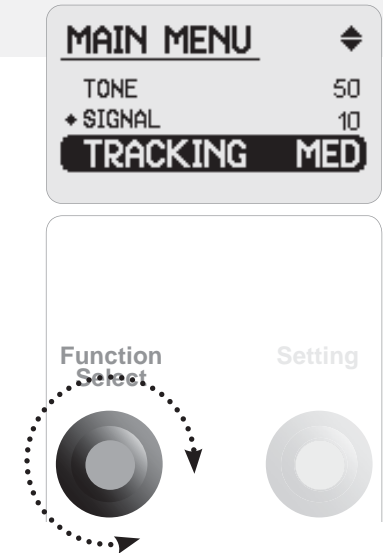 MAIN MENU
TONE 50
SIGNAL 10
TRACKING MED
Function Setting
Select